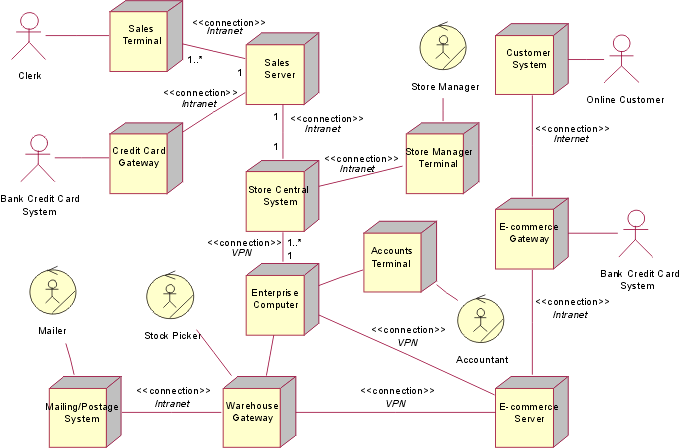 Sales
Terminal
<<connection>>
Intranet
Clerk
1..*
1
Sales
Server
Store Manager
Customer
System
Online Customer
<<connection>>
Intranet
Credit Card
Gateway
Bank Credit Card
System
1
<<connection>>
Intranet
1
<<connection>>
Intranet
Store Manager
Terminal
<<connection>>
Internet
Store Central
System
<<connection>>
VPN
1..*
1
Accounts
Terminal
E-commerce
Gateway
Bank Credit Card
System
Enterprise
Computer
<<connection>>
Intranet
Mailer
Stock Picker
<<connection>>
VPN
Accountant
Mailing/Postage
System
<<connection>>
Intranet
Warehouse
Gateway
<<connection>>
VPN
E-commerce
Server